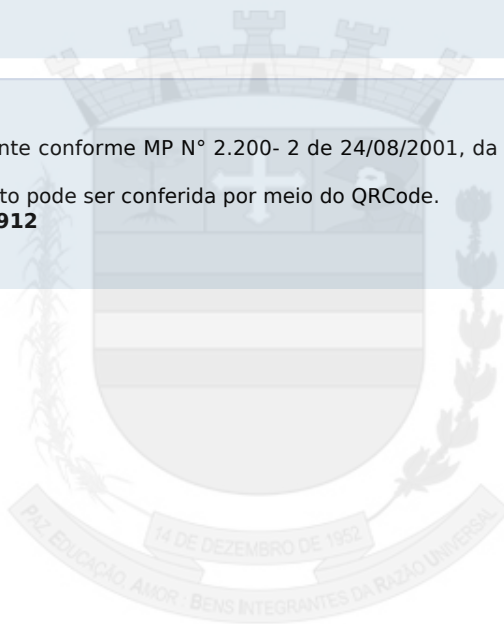 nte conforme MP N° 2.200- 2 de 24/08/2001, da
to pode ser conferida por meio do QRCode.
912
14 DE DEZEMBRO DE 1952
PAZ, EDUCAÇÃO, AMOR : BENS INTEGRANTES DA RAZÃO UNIVERSAL